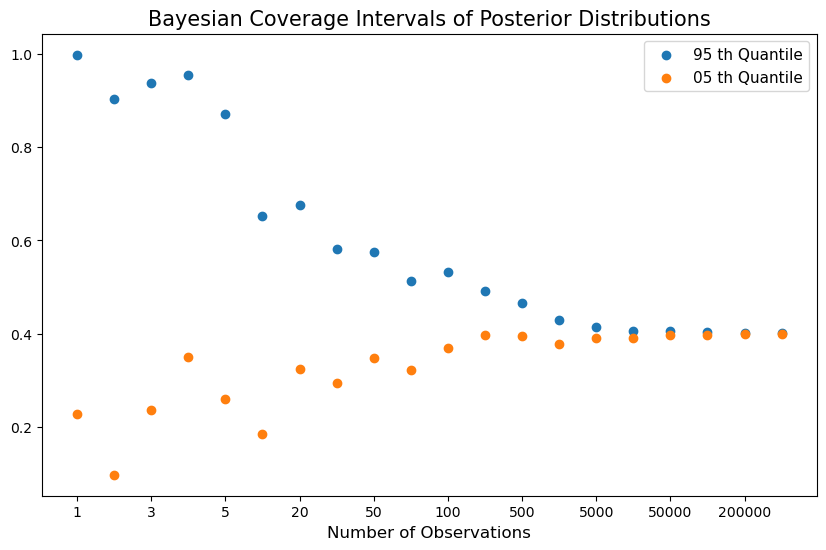 Bayesian Coverage Intervals of Posterior Distributions
95 th Quantile
05 th Quantile
1.0
0.8
0.6
0.4
0.2
1 3 5 20 50 100 500 5000 50000 200000
Number of Observations